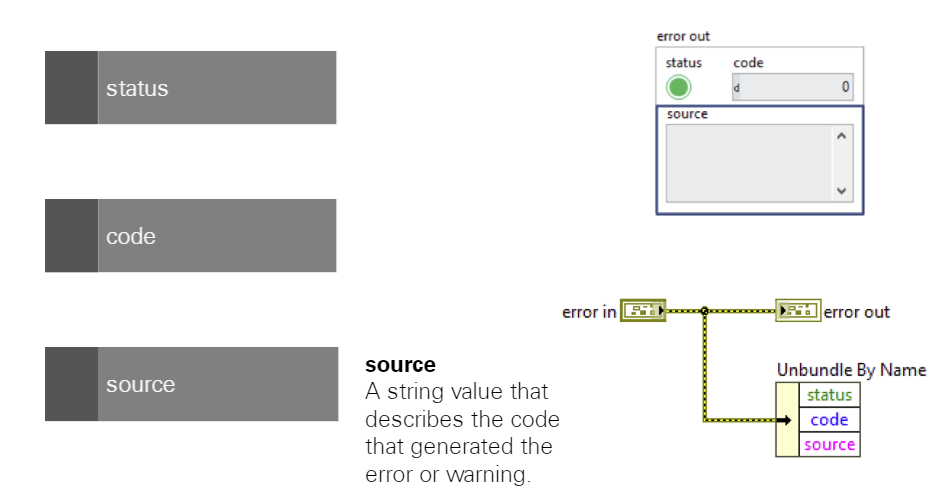 status
code
source
source
A string value that
describes the code
that generated the
error or warning.
error out
status code
d 0
source
error in
error out
Unbundle By Name
status
code
source